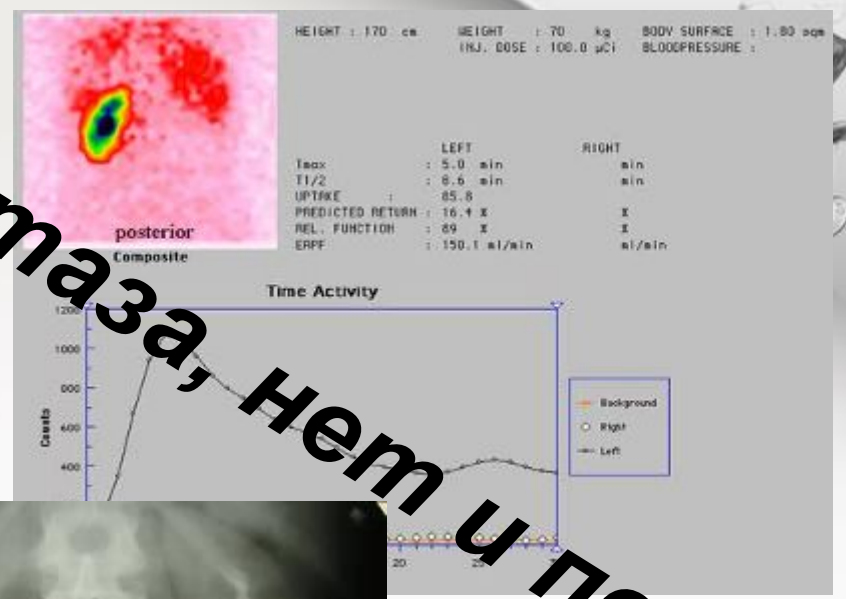 HEIGHT : 170 cm WEIGHT : 70 kg BODY SURFACE : 1.80 sqm
INJ. DOSE : 100.0 µCi BLOODPRESSURE :
LEFT RIGHT
Tmax : 5.0 min min
T1/2 : 8.6 min min
UPTAKE : 85.8
PREDICTED RETURN : 16.4 % %
REL. FUNCTION : 89 % %
ERPF : 150.1 ml/min ml/min
posterior
Composite
Time Activity
1200
1000
800
600
400
Counts
20
Background
Right
Left
таза, нет и